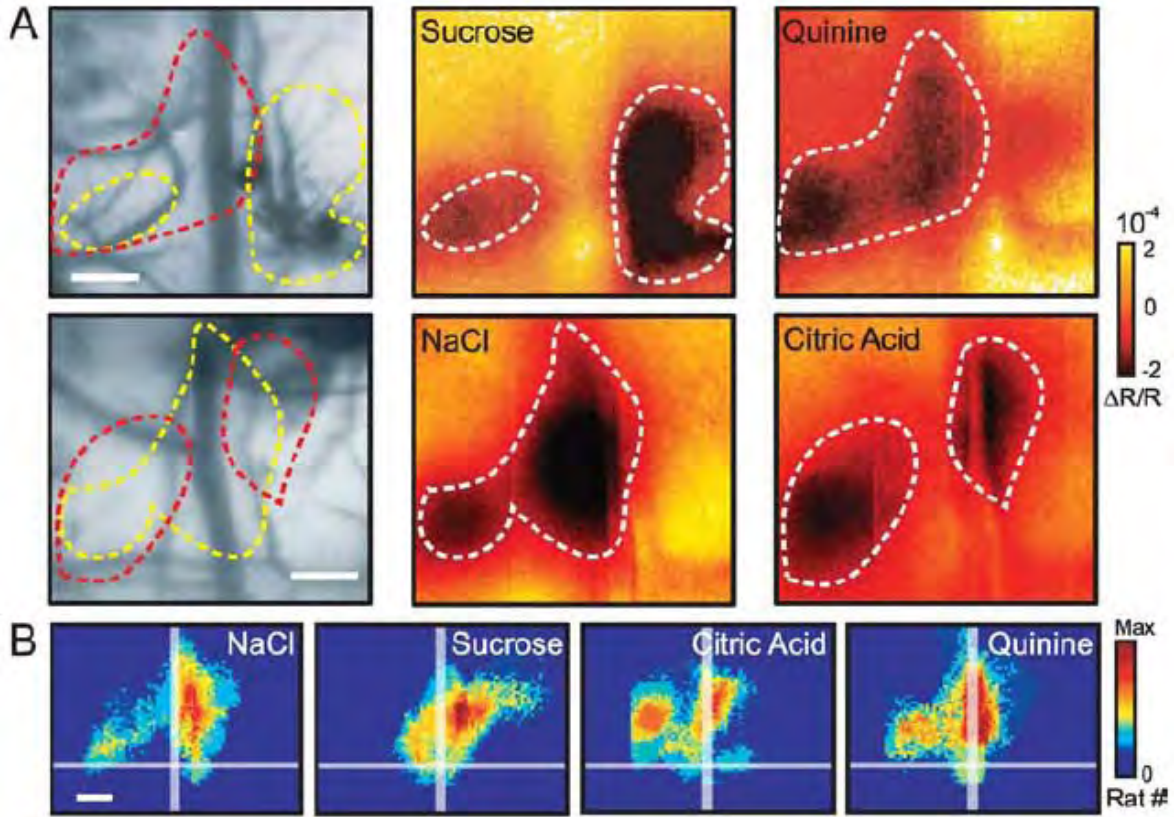 A
Sucrose
Quinine
10-4
2
0
-2
ΔR/R
NaCl
Citric Acid
B
NaCl
Sucrose
Citric Acid
Quinine
Max
0
Rat #